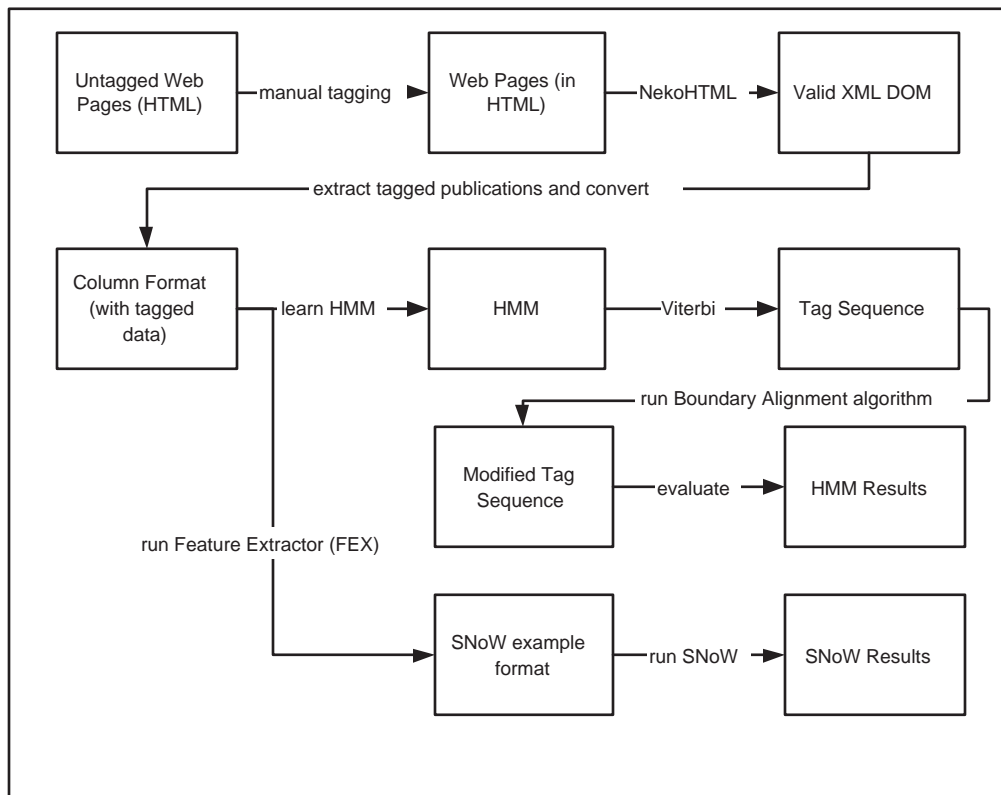 Untagged Web
Pages (HTML)
manual tagging
Web Pages (in
HTML)
NekoHTML
Valid XML DOM
extract tagged publications and convert
Column Format
(with tagged
data)
learn HMM
HMM
Viterbi
Tag Sequence
run Boundary Alignment algorithm
Modified Tag
Sequence
evaluate
HMM Results
run Feature Extractor (FEX)
SNoW example
format
run SNoW
SNoW Results